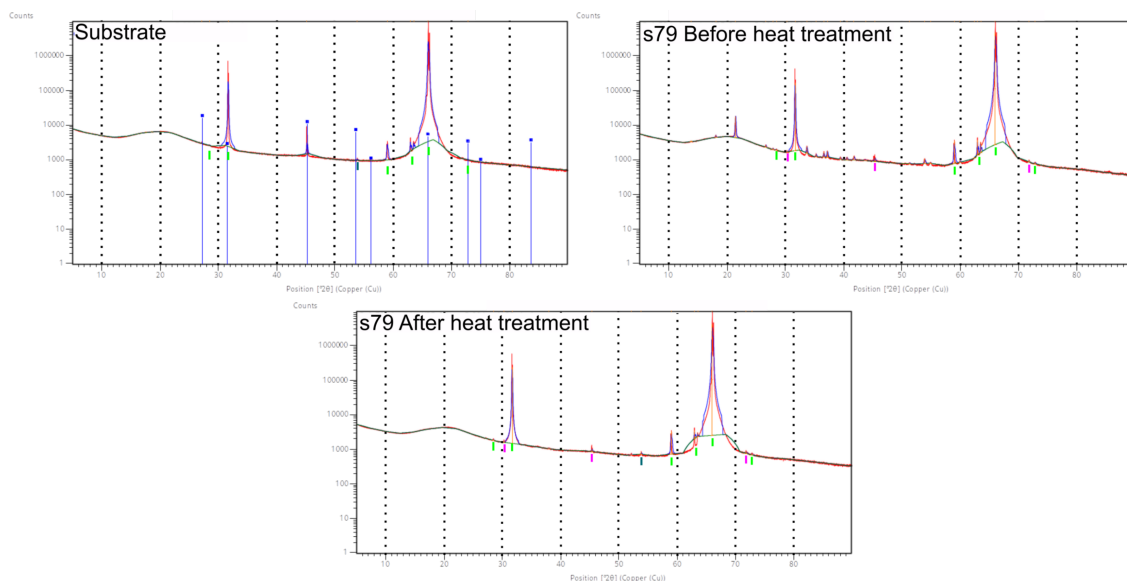 Counts
Substrate
1000000
100000
10000
1000
100
10
1
10 20 30 40 50 60 70 80
Position [°2θ] (Copper (Cu))
Counts
s79 Before heat treatment
1000000
100000
10000
1000
100
10
1
10 20 30 40 50 60 70 80
Position [°2θ] (Copper (Cu))
Counts
s79 After heat treatment
1000000
100000
10000
1000
100
10
1
10 20 30 40 50 60 70 80
Position [°2θ] (Copper (Cu))